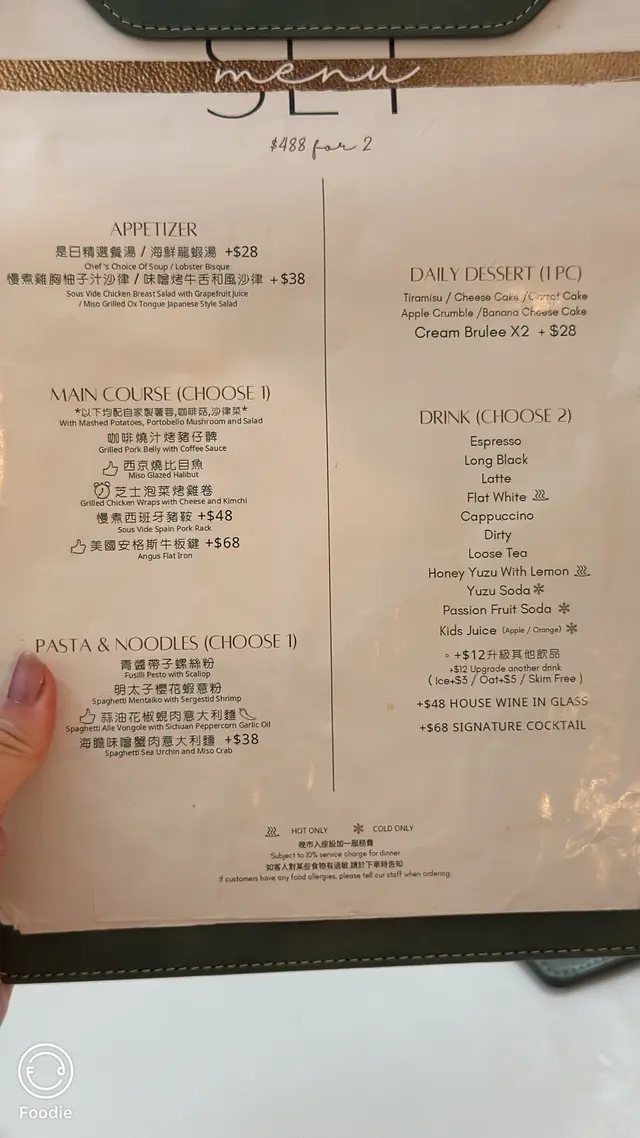 SET
menu
$488 for 2
APPETIZER
是日精選餐湯 / 海鮮龍蝦湯 +$28
Chef 's Choice Of Soup / Lobster Bisque
慢煮雞胸柚子汁沙律 / 味噌烤牛舌和風沙律 +$38
Sous Vide Chicken Breast Salad with Grapefruit Juice
/ Miso Grilled Ox Tongue Japanese Style Salad
MAIN COURSE (CHOOSE 1)
*以下均配自家製薯蓉,咖啡菇,沙律菜*
With Mashed Potatoes, Portobello Mushroom and Salad
咖啡燒汁烤豬仔髀
Grilled Pork Belly with Coffee Sauce
西京燒比目魚
Miso Glazed Halibut
芝士泡菜烤雞卷
Grilled Chicken Wraps with Cheese and Kimchi
慢煮西班牙豬鞍 +$48
Sous Vide Spain Pork Rack
美國安格斯牛板鍵 +$68
Angus Flat Iron
PASTA & NOODLES (CHOOSE 1)
青醬帶子螺絲粉
Fusilli Pesto with Scallop
明太子櫻花蝦意粉
Spaghetti Mentaiko with Sergestid Shrimp
蒜油花椒蜆肉意大利麵
Spaghetti Alle Vongole with Sichuan Peppercorn Garlic Oil
海膽味噌蟹肉意大利麵 +$38
Spaghetti Sea Urchin and Miso Crab
DAILY DESSERT (1 PC)
Tiramisu / Cheese Cake / Carrot Cake
Apple Crumble /Banana Cheese Cake
Cream Brulee X2 + $28
DRINK (CHOOSE 2)
Espresso
Long Black
Latte
Flat White
Cappuccino
Dirty
Loose Tea
Honey Yuzu With Lemon
Yuzu Soda
Passion Fruit Soda
Kids Juice (Apple / Orange)
+$12升級其他飲品
+$12 Upgrade another drink
( Ice+$3 / Oat+$5 / Skim Free )
+$48 HOUSE WINE IN GLASS
+$68 SIGNATURE COCKTAIL
HOT ONLY COLD ONLY
晚市入座設加一服務費
Subject to 10% service charge for dinner
如客人對某些食物有過敏,請於下單時告知
If customers have any food allergies, please tell our staff when ordering.
Foodie